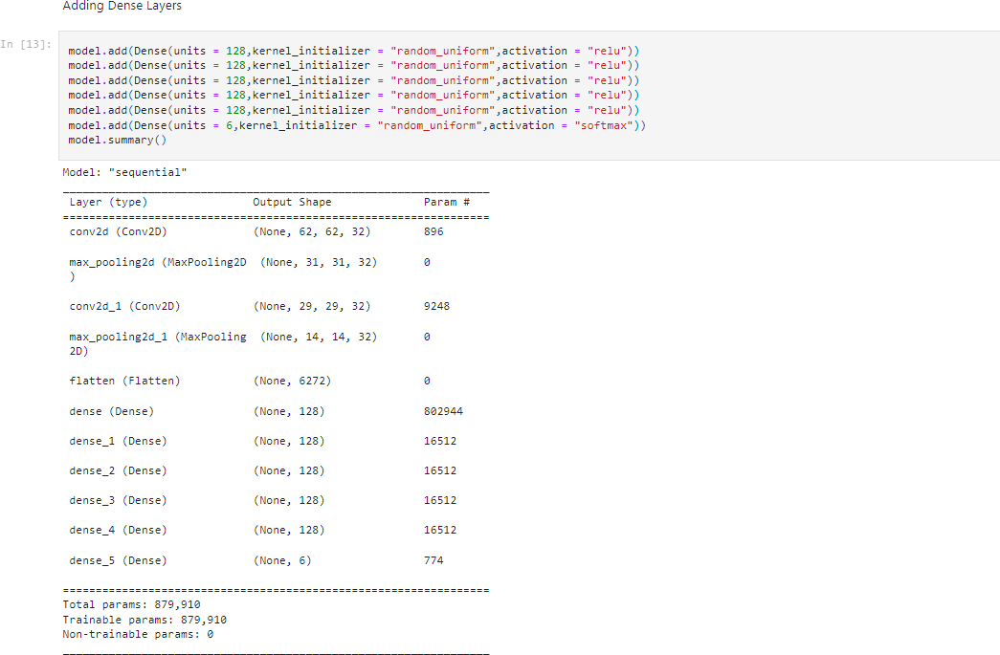 Adding Dense Layers
In [13]:
model.add(Dense(units = 128,kernel_initializer = "random_uniform",activation = "relu"))
model.add(Dense(units = 128,kernel_initializer = "random_uniform",activation = "relu"))
model.add(Dense(units = 128,kernel_initializer = "random_uniform",activation = "relu"))
model.add(Dense(units = 128,kernel_initializer = "random_uniform",activation = "relu"))
model.add(Dense(units = 128,kernel_initializer = "random_uniform",activation = "relu"))
model.add(Dense(units = 6,kernel_initializer = "random_uniform",activation = "softmax"))
model.summary()
Model: "sequential"
_________________________________________________________________
Layer (type) Output Shape Param #
=================================================================
conv2d (Conv2D) (None, 62, 62, 32) 896
max_pooling2d (MaxPooling2D (None, 31, 31, 32) 0
)
conv2d_1 (Conv2D) (None, 29, 29, 32) 9248
max_pooling2d_1 (MaxPooling (None, 14, 14, 32) 0
2D)
flatten (Flatten) (None, 6272) 0
dense (Dense) (None, 128) 802944
dense_1 (Dense) (None, 128) 16512
dense_2 (Dense) (None, 128) 16512
dense_3 (Dense) (None, 128) 16512
dense_4 (Dense) (None, 128) 16512
dense_5 (Dense) (None, 6) 774
=================================================================
Total params: 879,910
Trainable params: 879,910
Non-trainable params: 0
_________________________________________________________________